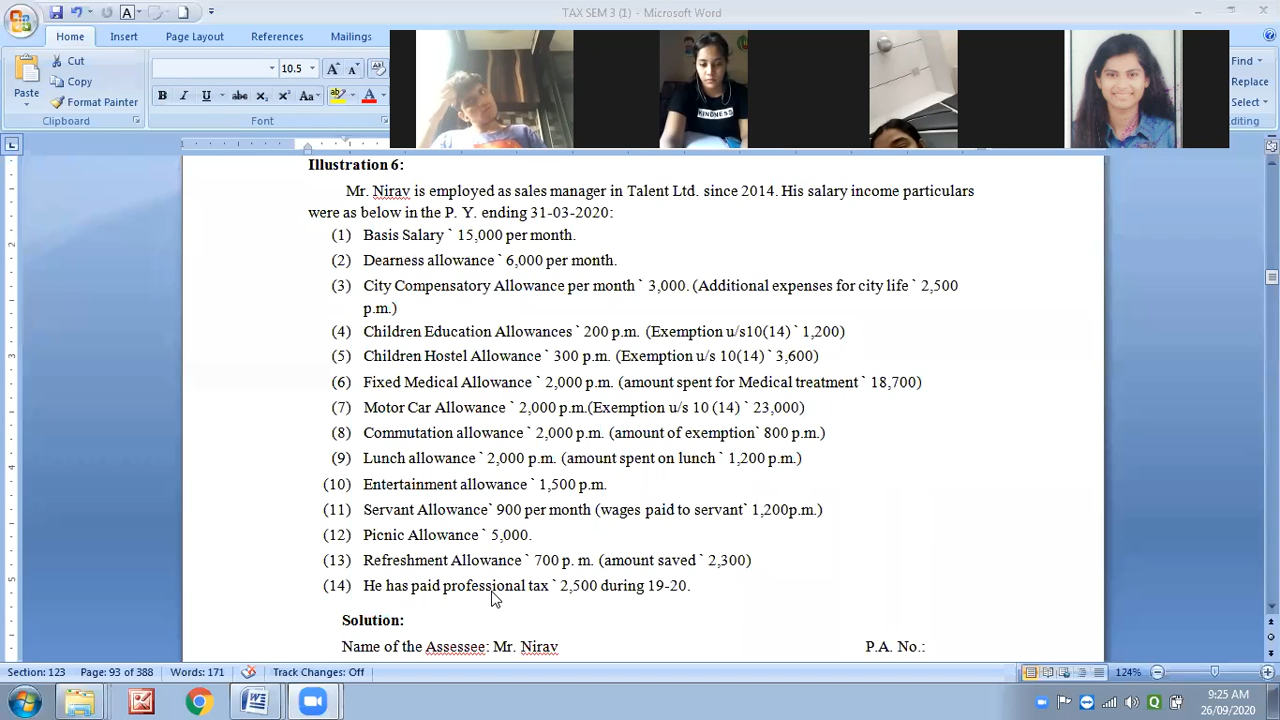 TAX SEM 3 (1) - Microsoft Word
Home Insert Page Layout References Mailings
Cut
Copy
Format Painter
Paste
Clipboard
10.5
B I U abc X₂ X² Aa
Font
Find
Replace
Select
Editing
KINDNESS
Illustration 6:
Mr. Nirav is employed as sales manager in Talent Ltd. since 2014. His salary income particulars
were as below in the P. Y. ending 31-03-2020:
(1) Basis Salary ` 15,000 per month.
(2) Dearness allowance ` 6,000 per month.
(3) City Compensatory Allowance per month ` 3,000. (Additional expenses for city life ` 2,500
p.m.)
(4) Children Education Allowances ` 200 p.m. (Exemption u/s10(14) ` 1,200)
(5) Children Hostel Allowance ` 300 p.m. (Exemption u/s 10(14) ` 3,600)
(6) Fixed Medical Allowance ` 2,000 p.m. (amount spent for Medical treatment ` 18,700)
(7) Motor Car Allowance ` 2,000 p.m.(Exemption u/s 10 (14) ` 23,000)
(8) Commutation allowance ` 2,000 p.m. (amount of exemption` 800 p.m.)
(9) Lunch allowance ` 2,000 p.m. (amount spent on lunch ` 1,200 p.m.)
(10) Entertainment allowance ` 1,500 p.m.
(11) Servant Allowance` 900 per month (wages paid to servant` 1,200p.m.)
(12) Picnic Allowance ` 5,000.
(13) Refreshment Allowance ` 700 p. m. (amount saved ` 2,300)
(14) He has paid professional tax ` 2,500 during 19-20.
Solution:
Name of the Assessee: Mr. Nirav P.A. No.:
Section: 123 Page: 93 of 388 Words: 171 Track Changes: Off 124%
9:25 AM
26/09/2020